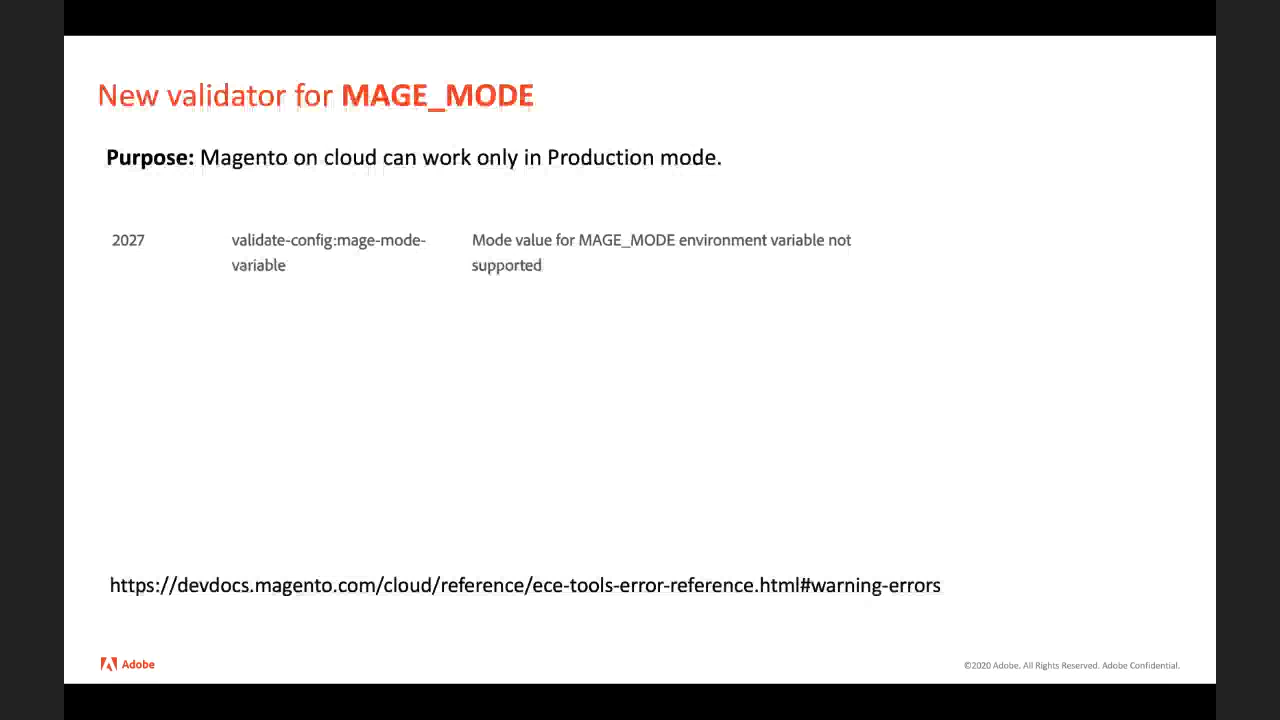 New validator for MAGE_MODE
Purpose: Magento on cloud can work only in Production mode.
2027
validate-config:mage-mode-
variable
Mode value for MAGE_MODE environment variable not
supported
https://devdocs.magento.com/cloud/reference/ece-tools-error-reference.html#warning-errors
Adobe
©2020 Adobe. All Rights Reserved. Adobe Confidential.